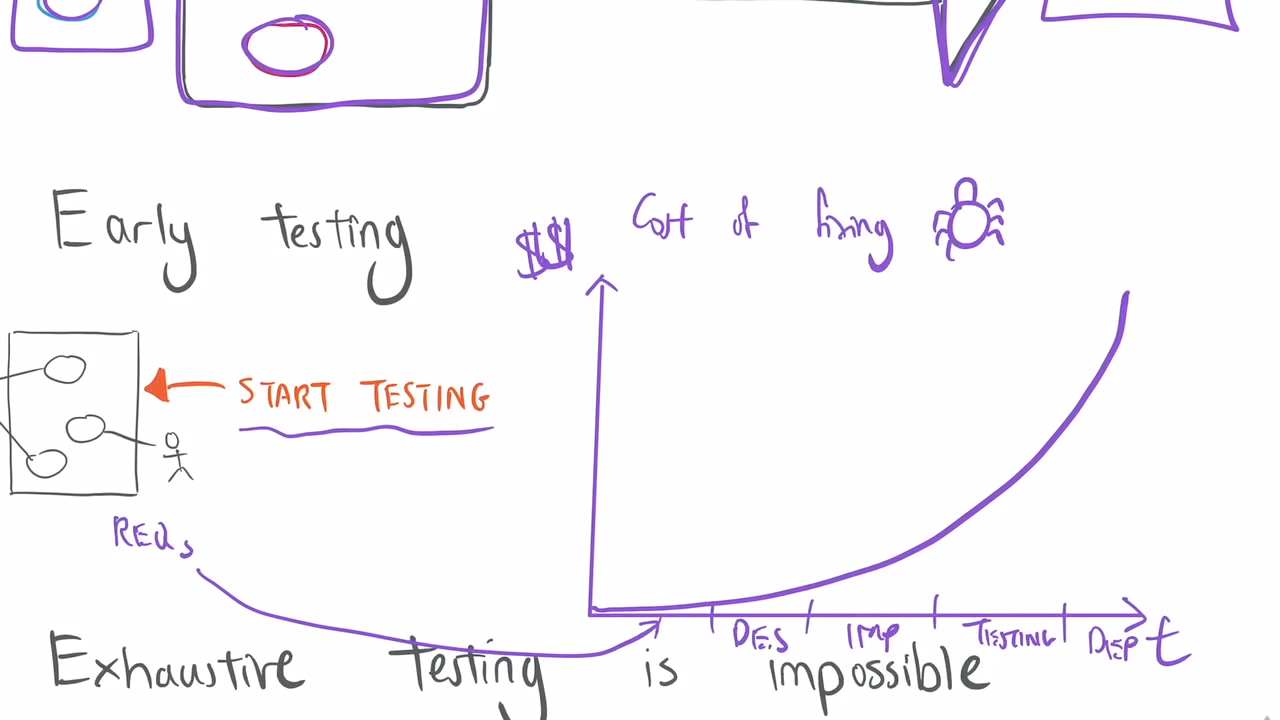 Early testing
$$$
Cost of fixing
START TESTING
REQs
DES IMP TESTING DEP t
Exhaustive testing is impossible